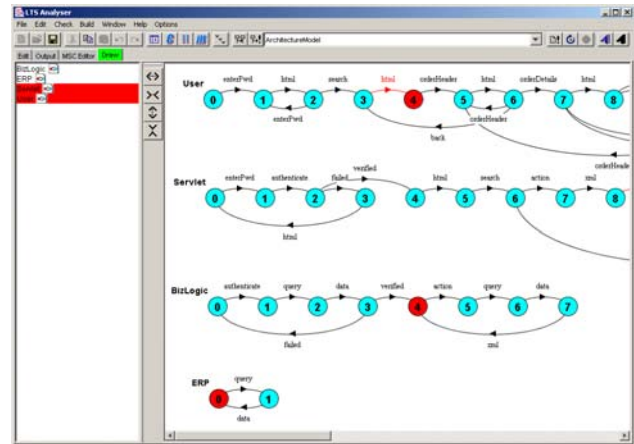 LTS Analyser
File Edit Check Build Window Help Options
ArchitectureModel
Edit Output MSC Editor Draw
BizLogic
ERP
User enterPwd html search html orderHeader html orderDetails html
0 1 2 3 4 5 6 7 8
enterPwd orderHeader
back
orderHeader
verified
Servlet enterPwd authenticate failed html search action xml
0 1 2 3 4 5 6 7 8
html
BizLogic authenticate query data verified action query data
0 1 2 3 4 5 6 7
failed xml
ERP query
0 1
data